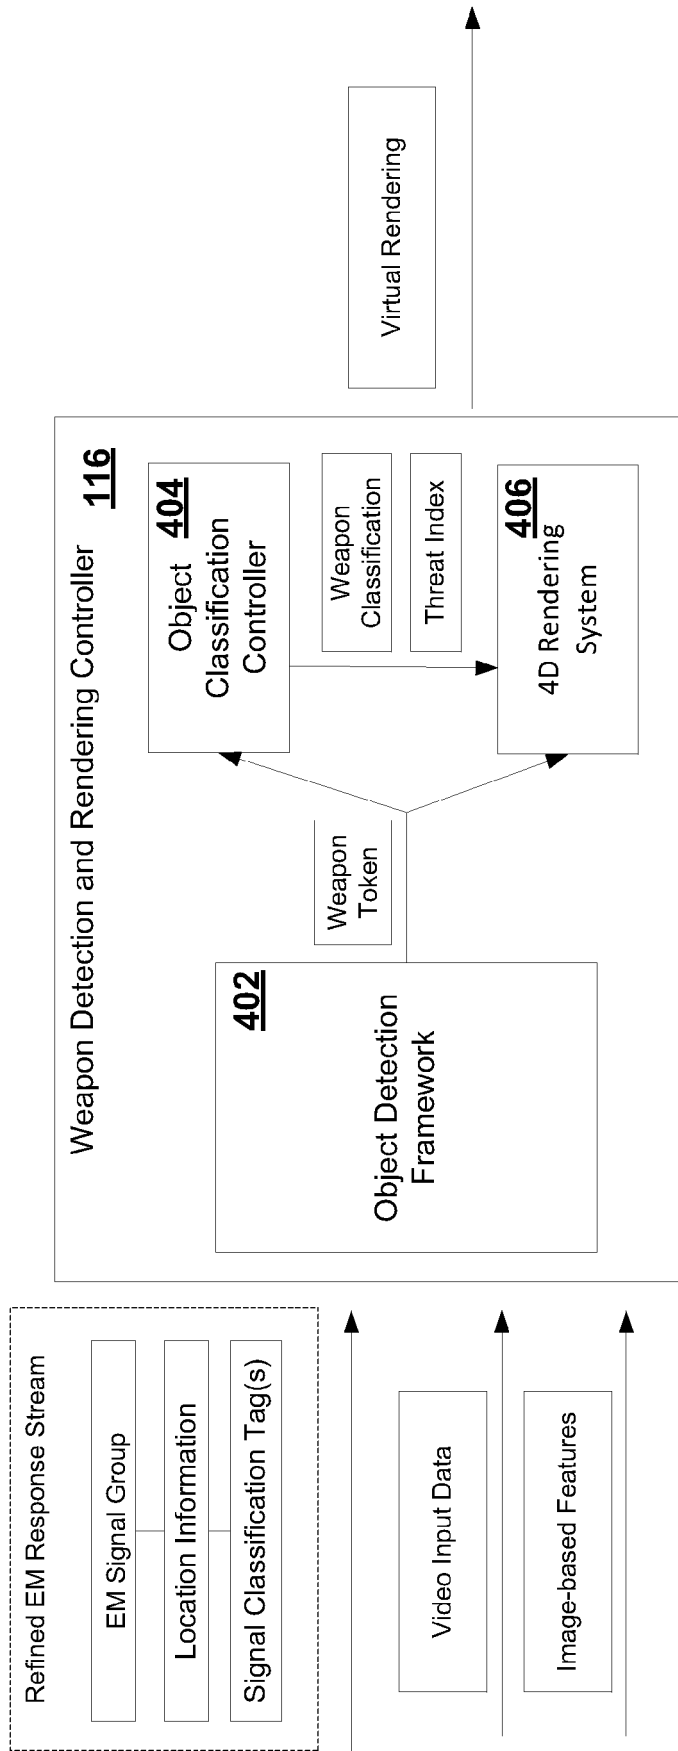 Refined EM Response Stream
EM Signal Group
Location Information
Signal Classification Tag(s)
Video Input Data
Image-based Features
Weapon Detection and Rendering Controller
116
402
Object Detection
Framework
Weapon
Token
404
Object
Classification
Controller
Weapon
Classification
Threat Index
406
4D Rendering
System
Virtual Rendering